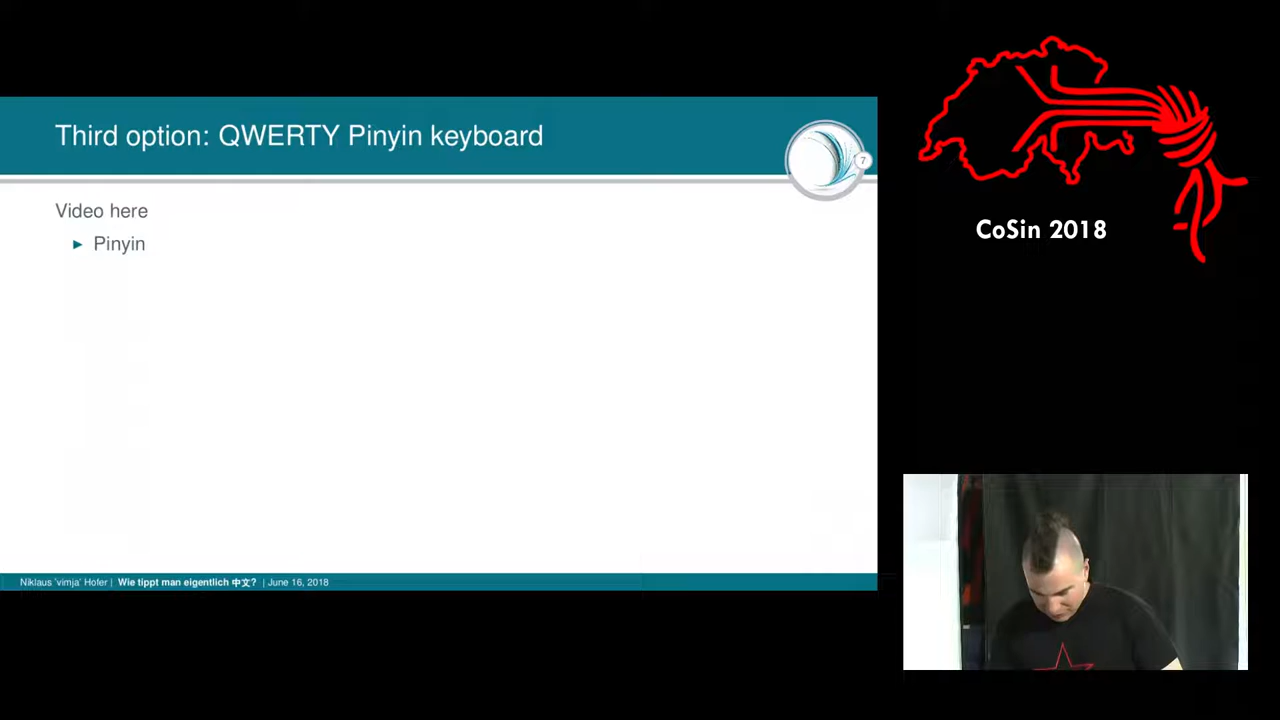 Third option: QWERTY Pinyin keyboard
7
Video here
Pinyin
Niklaus 'vimja' Hofer | Wie tippt man eigentlich 中文? | June 16, 2018
CoSin 2018